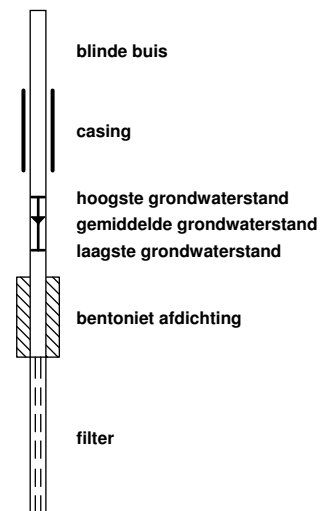 blinde buis
casing
hoogste grondwaterstand
gemiddelde grondwaterstand
laagste grondwaterstand
bentoniet afdichting
filter